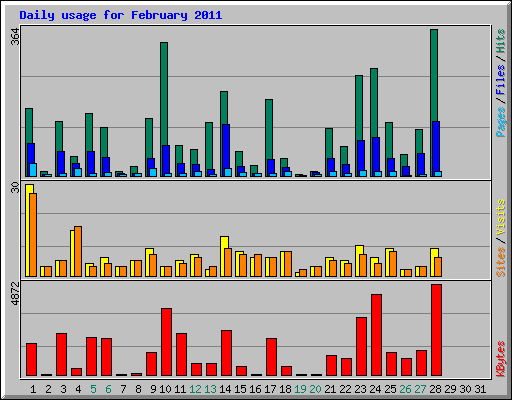 Daily usage for February 2011
364
Pages / Files / Hits
30
Sites / Visits
4872
KBytes
1 2 3 4 5 6 7 8 9 10 11 12 13 14 15 16 17 18 19 20 21 22 23 24 25 26 27 28 29 30 31